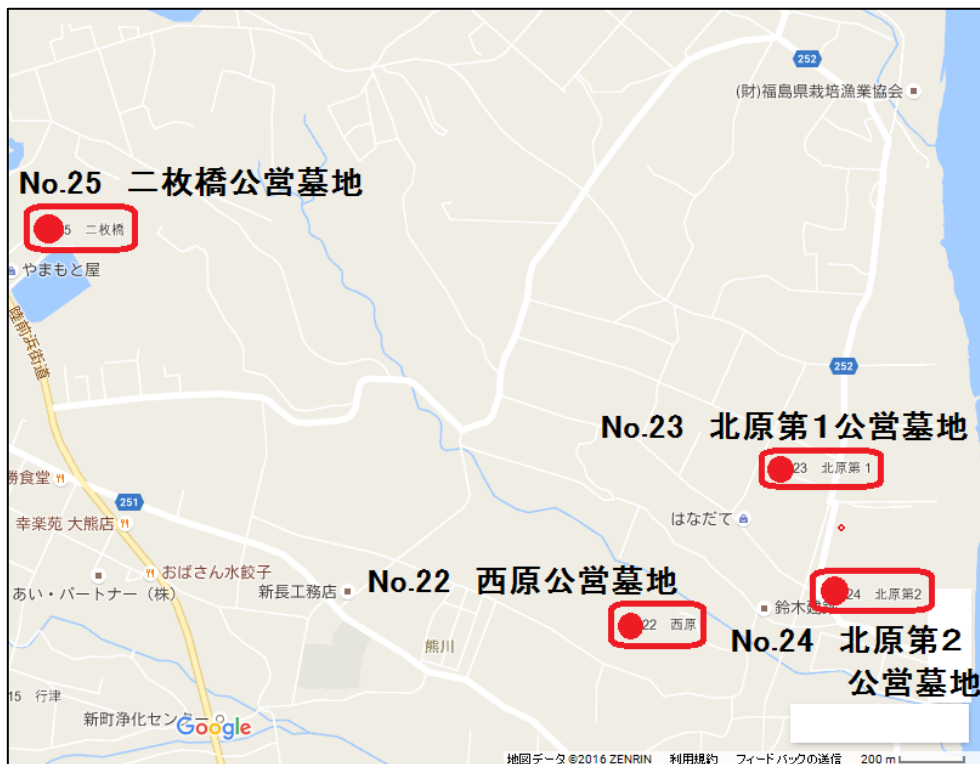 252
(財)福島県栽培漁業協会
No.25 二枚橋公営墓地
5 二枚橋
やまもと屋
陸前浜街道
252
No.23 北原第1公営墓地
23 北原第1
勝食堂
251
幸楽苑 大熊店
はなだて
おばさん水餃子
あい・パートナー（株）
新長工務店
No.22 西原公営墓地
22 西原
24 北原第2
鈴木建
No.24 北原第2
公営墓地
熊川
15 行津
新町浄化センター
Google
地図データ ©2016 ZENRIN 利用規約 フィードバックの送信 200 m